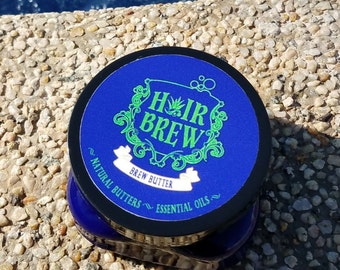 HAIR
BREW
BREW BUTTER
NATURAL BUTTERS ~ ESSENTIAL OILS